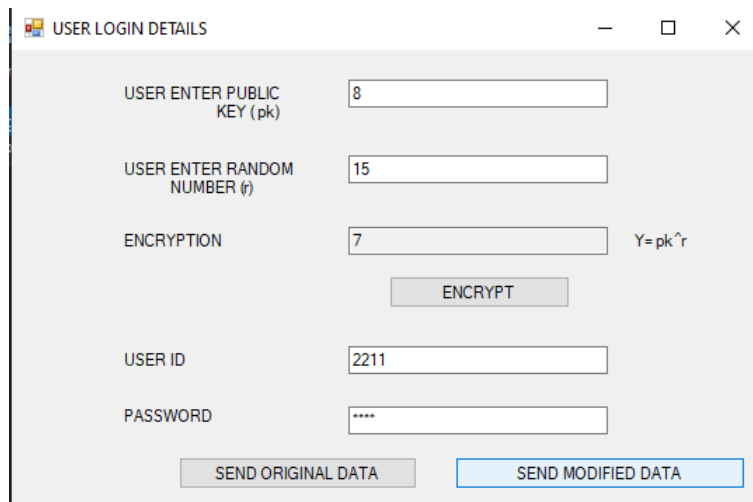 USER LOGIN DETAILS
USER ENTER PUBLIC
KEY ( pk)
8
USER ENTER RANDOM
NUMBER (r)
15
ENCRYPTION
7
Y= pk^r
ENCRYPT
USER ID
2211
PASSWORD
****
SEND ORIGINAL DATA
SEND MODIFIED DATA